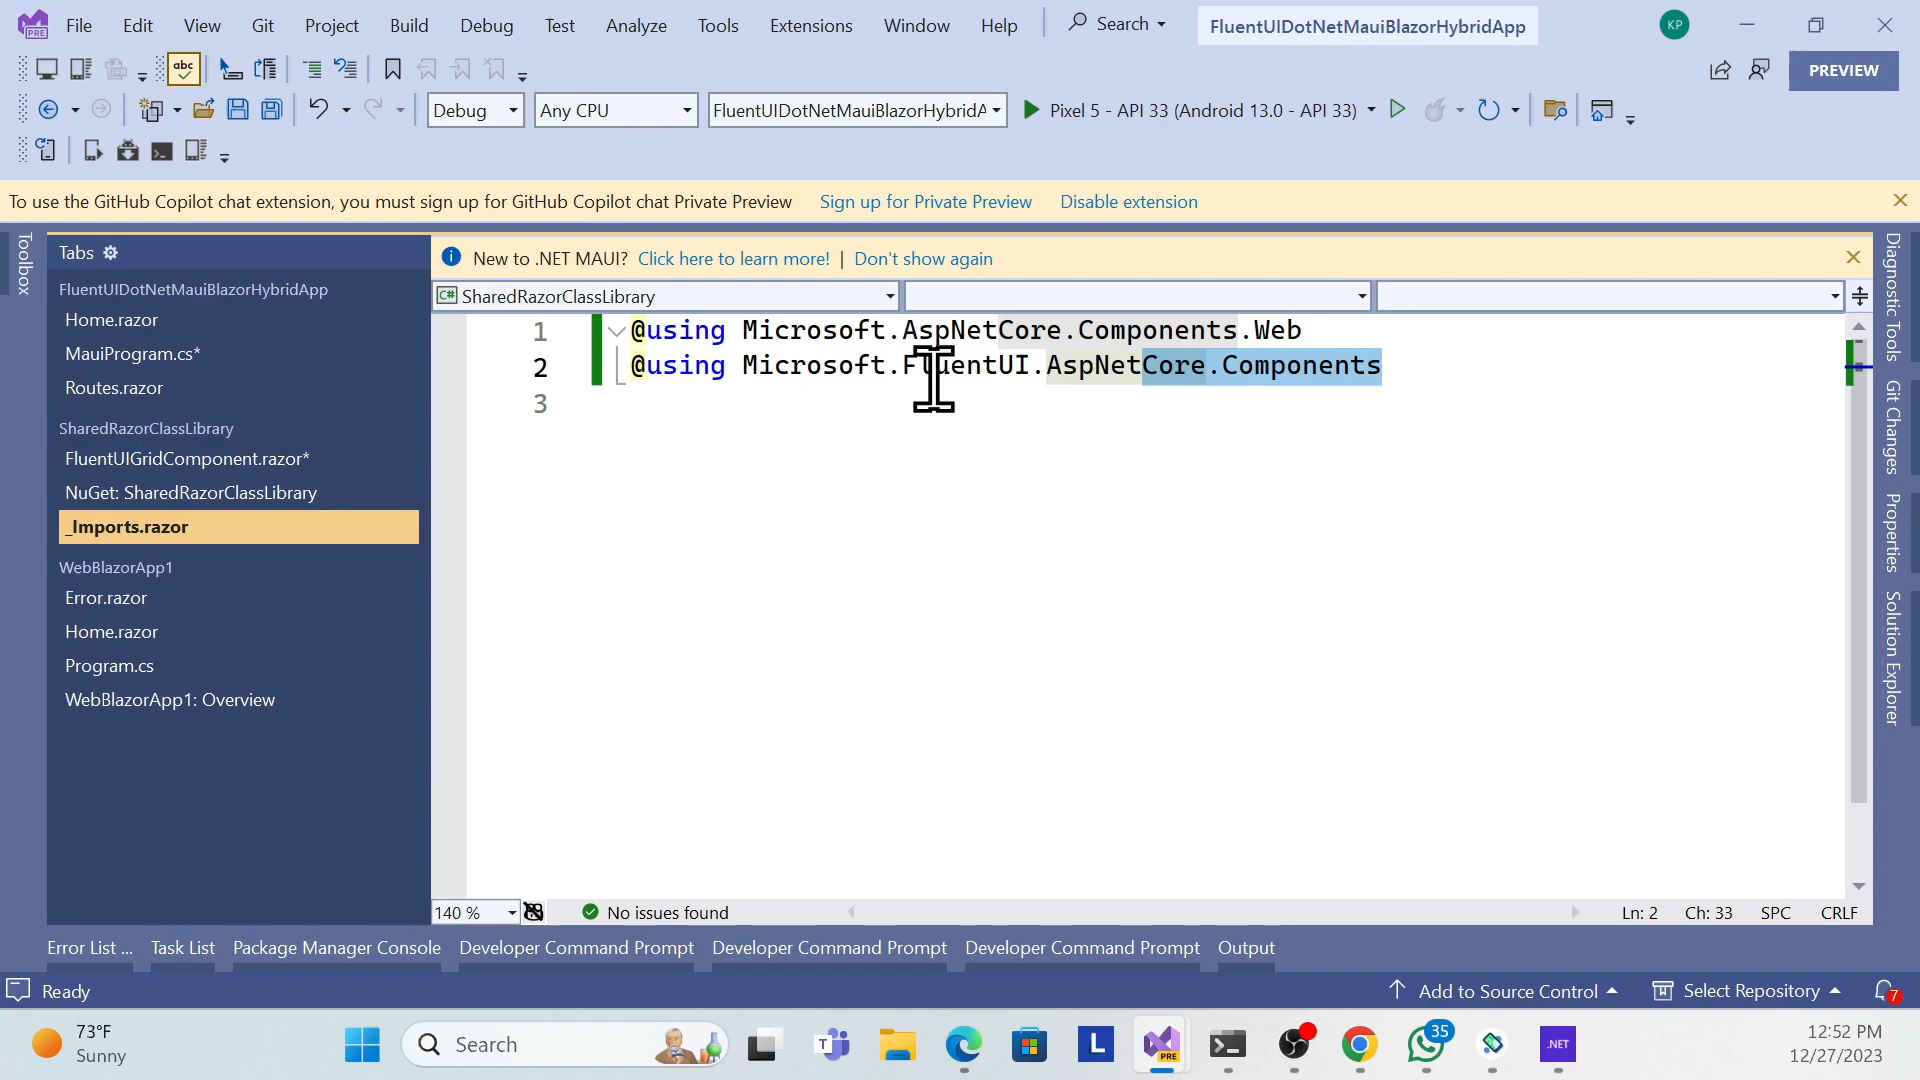 File Edit View Git Project Build Debug Test Analyze Tools Extensions Window Help Search FluentUIDotNetMauiBlazorHybridApp KP
abc PREVIEW
Debug Any CPU FluentUIDotNetMauiBlazorHybridA Pixel 5 - API 33 (Android 13.0 - API 33)
To use the GitHub Copilot chat extension, you must sign up for GitHub Copilot chat Private Preview Sign up for Private Preview Disable extension
Toolbox
Tabs
FluentUIDotNetMauiBlazorHybridApp
Home.razor
MauiProgram.cs*
Routes.razor
SharedRazorClassLibrary
FluentUIGridComponent.razor*
NuGet: SharedRazorClassLibrary
_Imports.razor
WebBlazorApp1
Error.razor
Home.razor
Program.cs
WebBlazorApp1: Overview
New to .NET MAUI? Click here to learn more! | Don't show again
C# SharedRazorClassLibrary
1 @using Microsoft.AspNetCore.Components.Web
2 @using Microsoft.FluentUI.AspNetCore.Components
3
Diagnostic Tools
Git Changes
Properties
Solution Explorer
140 % No issues found Ln: 2 Ch: 33 SPC CRLF
Error List ... Task List Package Manager Console Developer Command Prompt Developer Command Prompt Developer Command Prompt Output
Ready Add to Source Control Select Repository 7
73°F
Sunny
Search
L
PRE
35
.NET
12:52 PM
12/27/2023